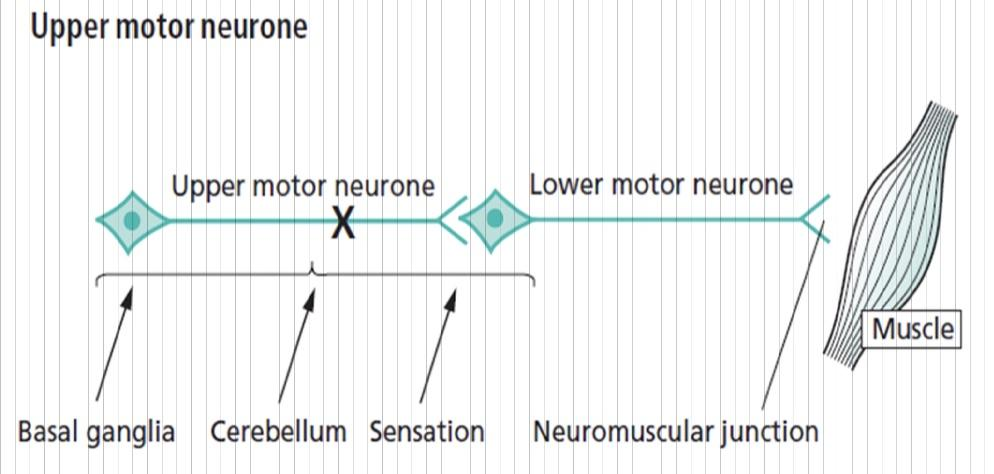 Upper motor neurone
Upper motor neurone
Lower motor neurone
X
Muscle
Basal ganglia
Cerebellum
Sensation
Neuromuscular junction